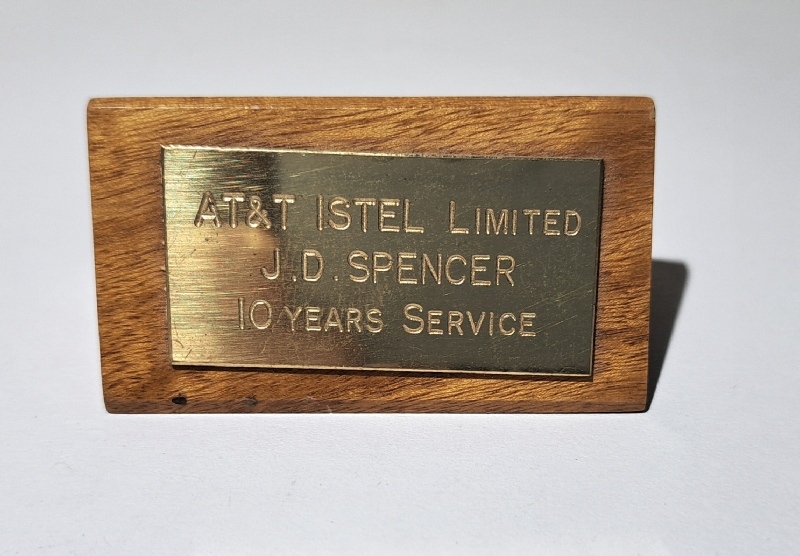 AT&T ISTEL LIMITED
J.D. SPENCER
10 YEARS SERVICE